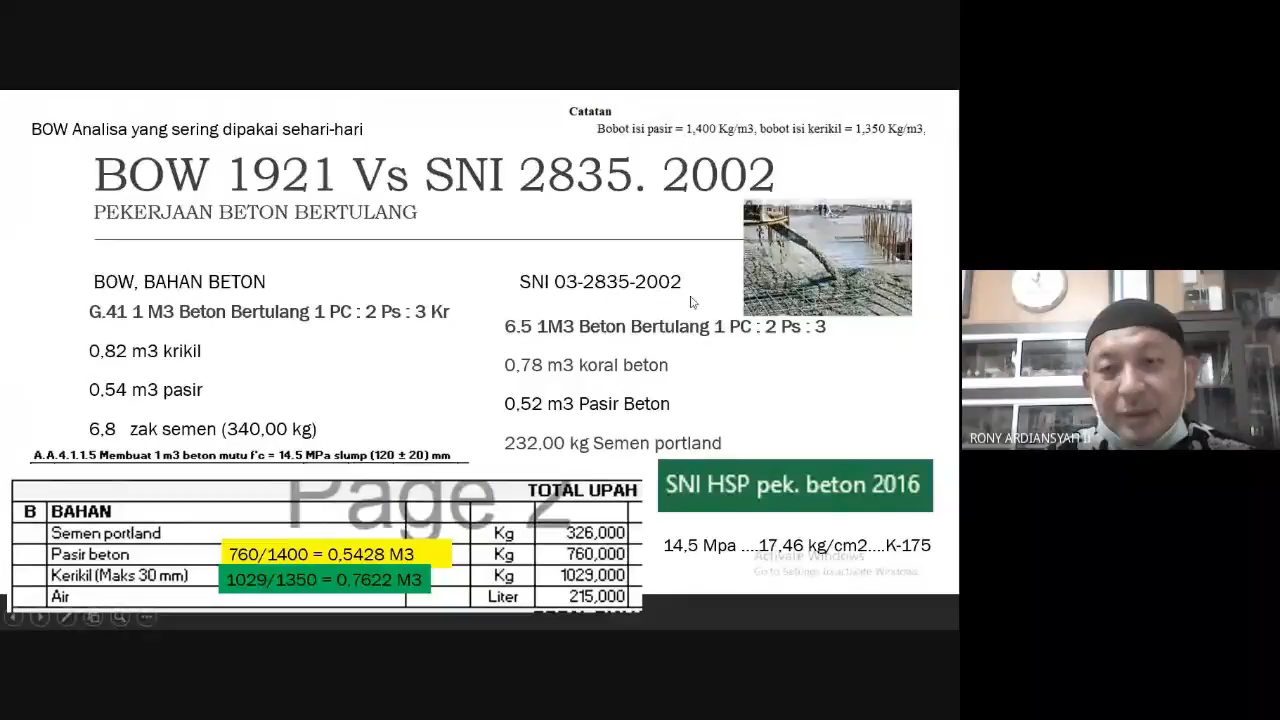 Catatan
BOW Analisa yang sering dipakai sehari-hari
Bobot isi pasir = 1,400 Kg/m3, bobot isi kerikil = 1,350 Kg/m3,
BOW 1921 Vs SNI 2835. 2002
PEKERJAAN BETON BERTULANG
BOW, BAHAN BETON
G.41 1 M3 Beton Bertulang 1 PC : 2 Ps : 3 Kr
0,82 m3 krikil
0,54 m3 pasir
6,8 zak semen (340,00 kg)
SNI 03-2835-2002
6.5 1M3 Beton Bertulang 1 PC : 2 Ps : 3
0,78 m3 koral beton
0,52 m3 Pasir Beton
232.00 kg Semen portland
A.A.4.1.1.5 Membuat 1 m3 beton mutu f'c = 14.5 MPa slump (120 ± 20) mm
Page 2
TOTAL UPAH
B BAHAN
Semen portland Kg 326,000
Pasir beton 760/1400 = 0,5428 M3 Kg 760,000
Kerikil (Maks 30 mm) 1029/1350 = 0,7622 M3 Kg 1029,000
Air Liter 215,000
SNI HSP pek. beton 2016
14,5 Mpa ....17,46 kg/cm2....K-175
Activate Windows
Go to Settings to activate Windows.
RONY ARDIANSYAH